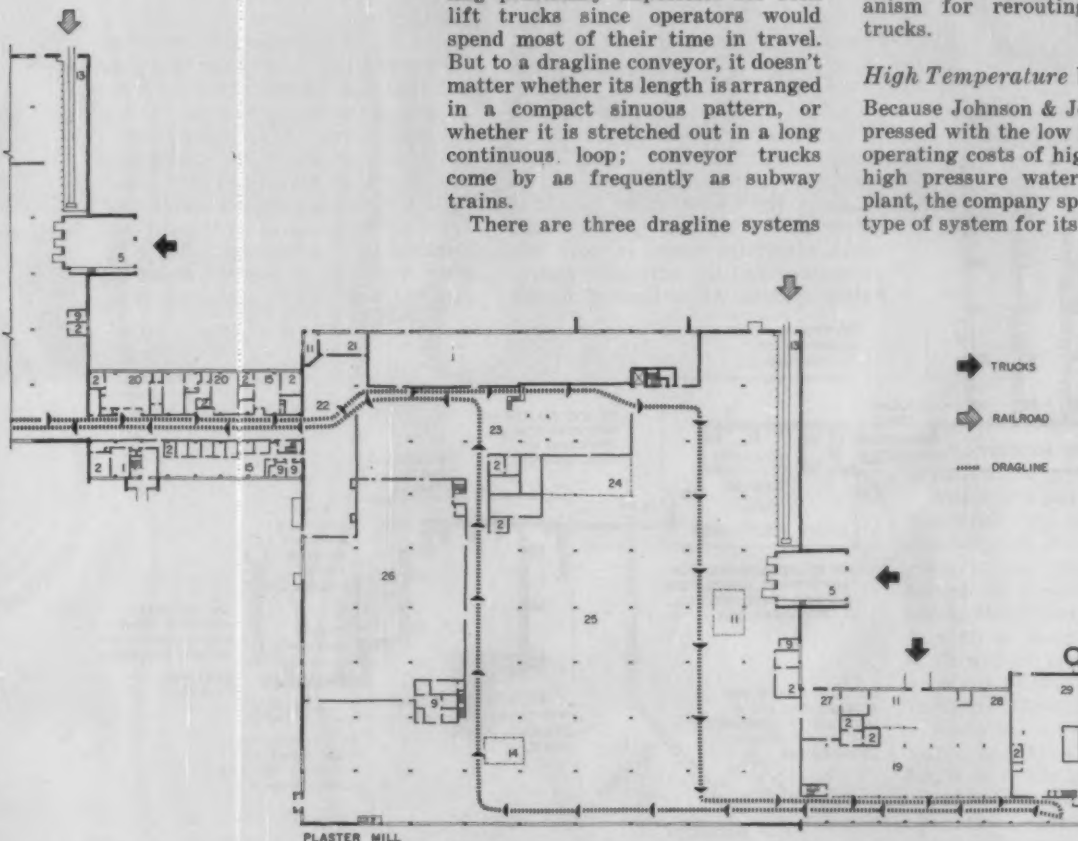 lift trucks since operators would
spend most of their time in travel.
But to a dragline conveyor, it doesn't
matter whether its length is arranged
in a compact sinuous pattern, or
whether it is stretched out in a long
continuous loop; conveyor trucks
come by as frequently as subway
trains.
There are three dragline systems
anism for rerouting
trucks.
High Temperature
Because Johnson & J
pressed with the low
operating costs of hig
high pressure water
plant, the company sp
type of system for its
13
5
9
2
2 20 20 2 15 2
2
2 1 15 9 9
11 21 1
22
23
2 24
2
26
25
9
14
13
TRUCKS
RAILROAD
DRAGLINE
5
11
9
2
27 11 28
2
2
19
29
2
PLASTER MILL